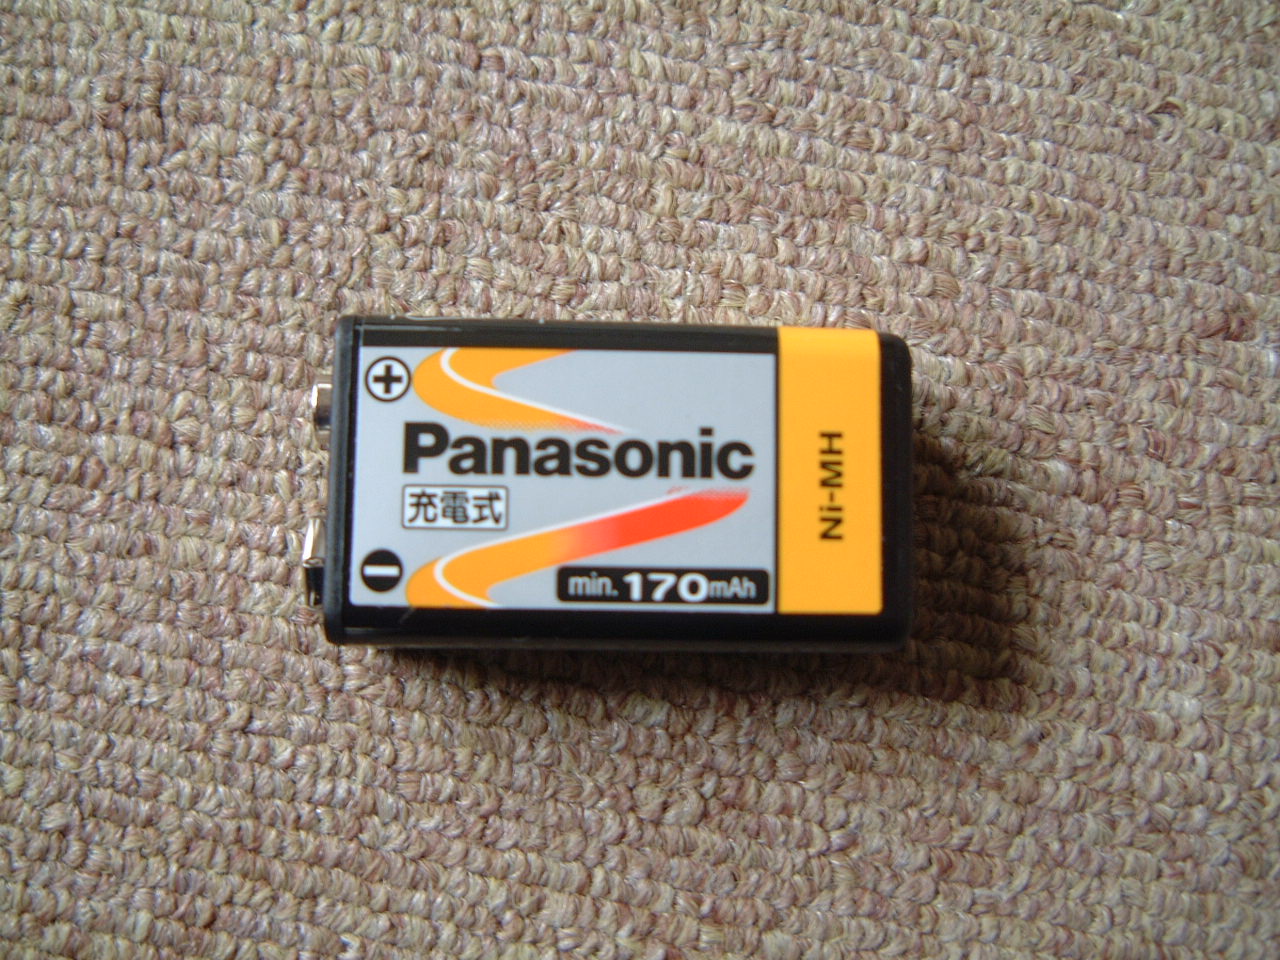 +
Panasonic
充電式
−
min. 170mAh
Ni-MH